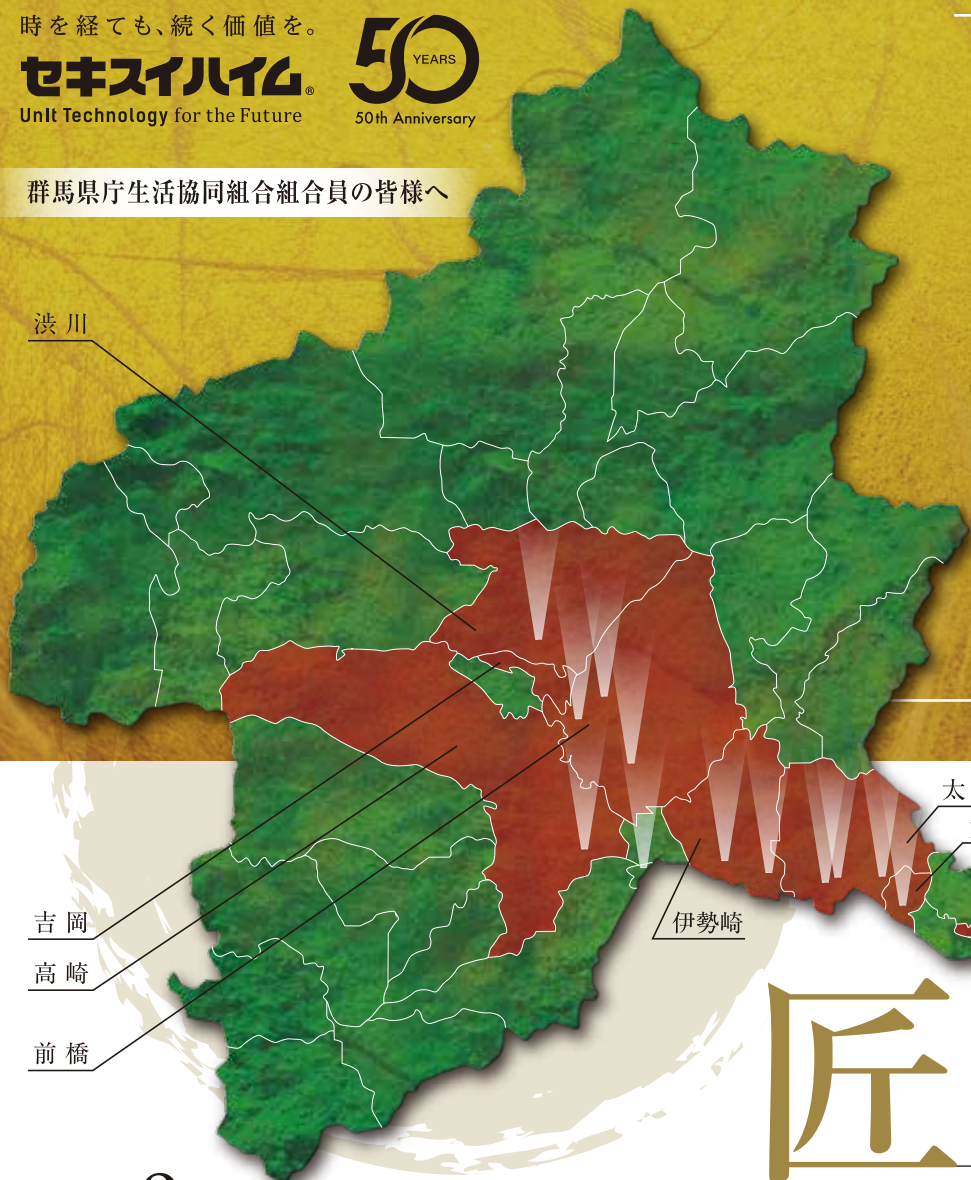 時を経ても、続く価値を。
セキスイハイム®
Unit Technology for the Future
50 YEARS
50th Anniversary
群馬県庁生活協同組合組合員の皆様へ
渋川
太
吉岡
伊勢崎
高崎
前橋
匠